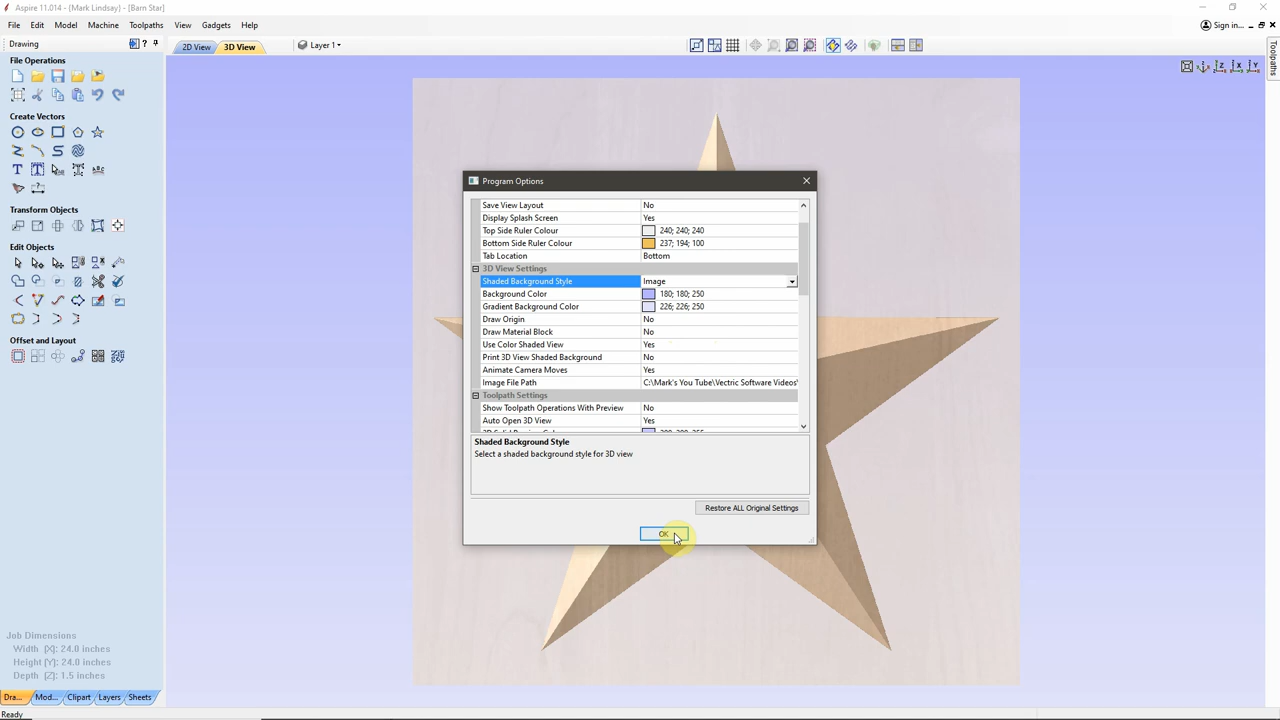 Aspire 11.014 - [Mark Lindsay] - [Barn Star]
File Edit Model Machine Toolpaths View Gadgets Help
Sign in...
Drawing
2D View 3D View
Layer 1
Toolpaths
File Operations
Create Vectors
Transform Objects
Edit Objects
Offset and Layout
Program Options
Save View Layout No
Display Splash Screen Yes
Top Side Ruler Colour 240; 240; 240
Bottom Side Ruler Colour 237; 194; 100
Tab Location Bottom
3D View Settings
Shaded Background Style Image
Background Color 180; 180; 250
Gradient Background Color 226; 226; 250
Draw Origin No
Draw Material Block No
Use Color Shaded View Yes
Print 3D View Shaded Background No
Animate Camera Moves Yes
Image File Path C:\Mark's You Tube\Vectric Software Videos\
Toolpath Settings
Show Toolpath Operations With Preview No
Auto Open 3D View Yes
Shaded Background Style
Select a shaded background style for 3D view
Restore ALL Original Settings
OK
Job Dimensions
Width (X): 24.0 inches
Height (Y): 24.0 inches
Depth (Z): 1.5 inches
Dra... Mod... Clipart Layers Sheets
Ready